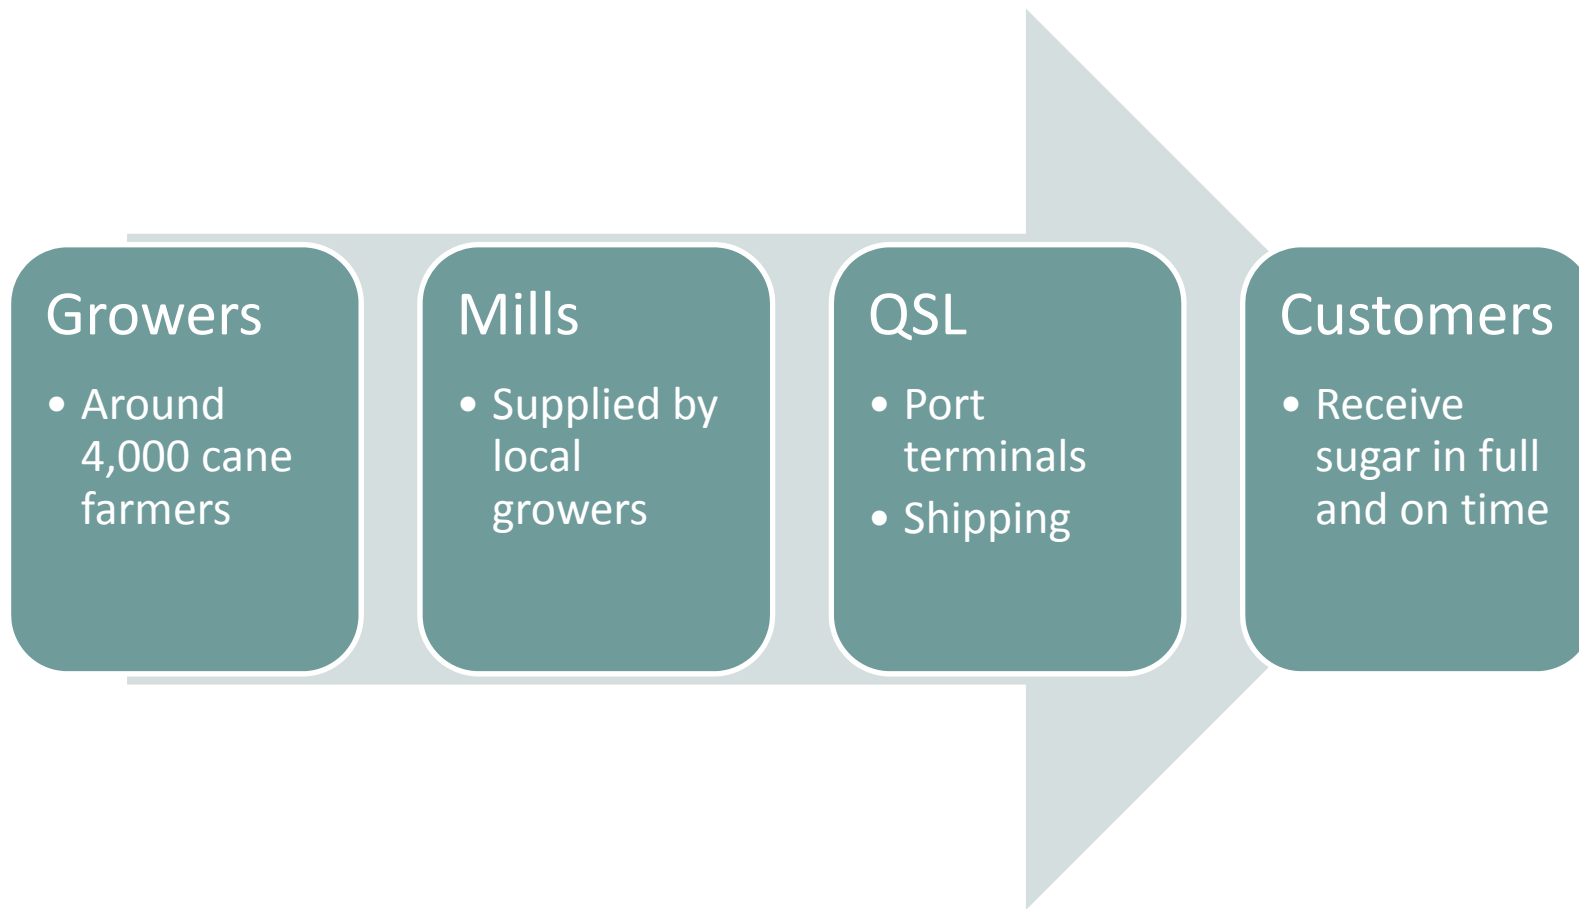 Growers
• Around
4,000 cane
farmers
Mills
• Supplied by
local
growers
QSL
• Port
terminals
• Shipping
Customers
• Receive
sugar in full
and on time